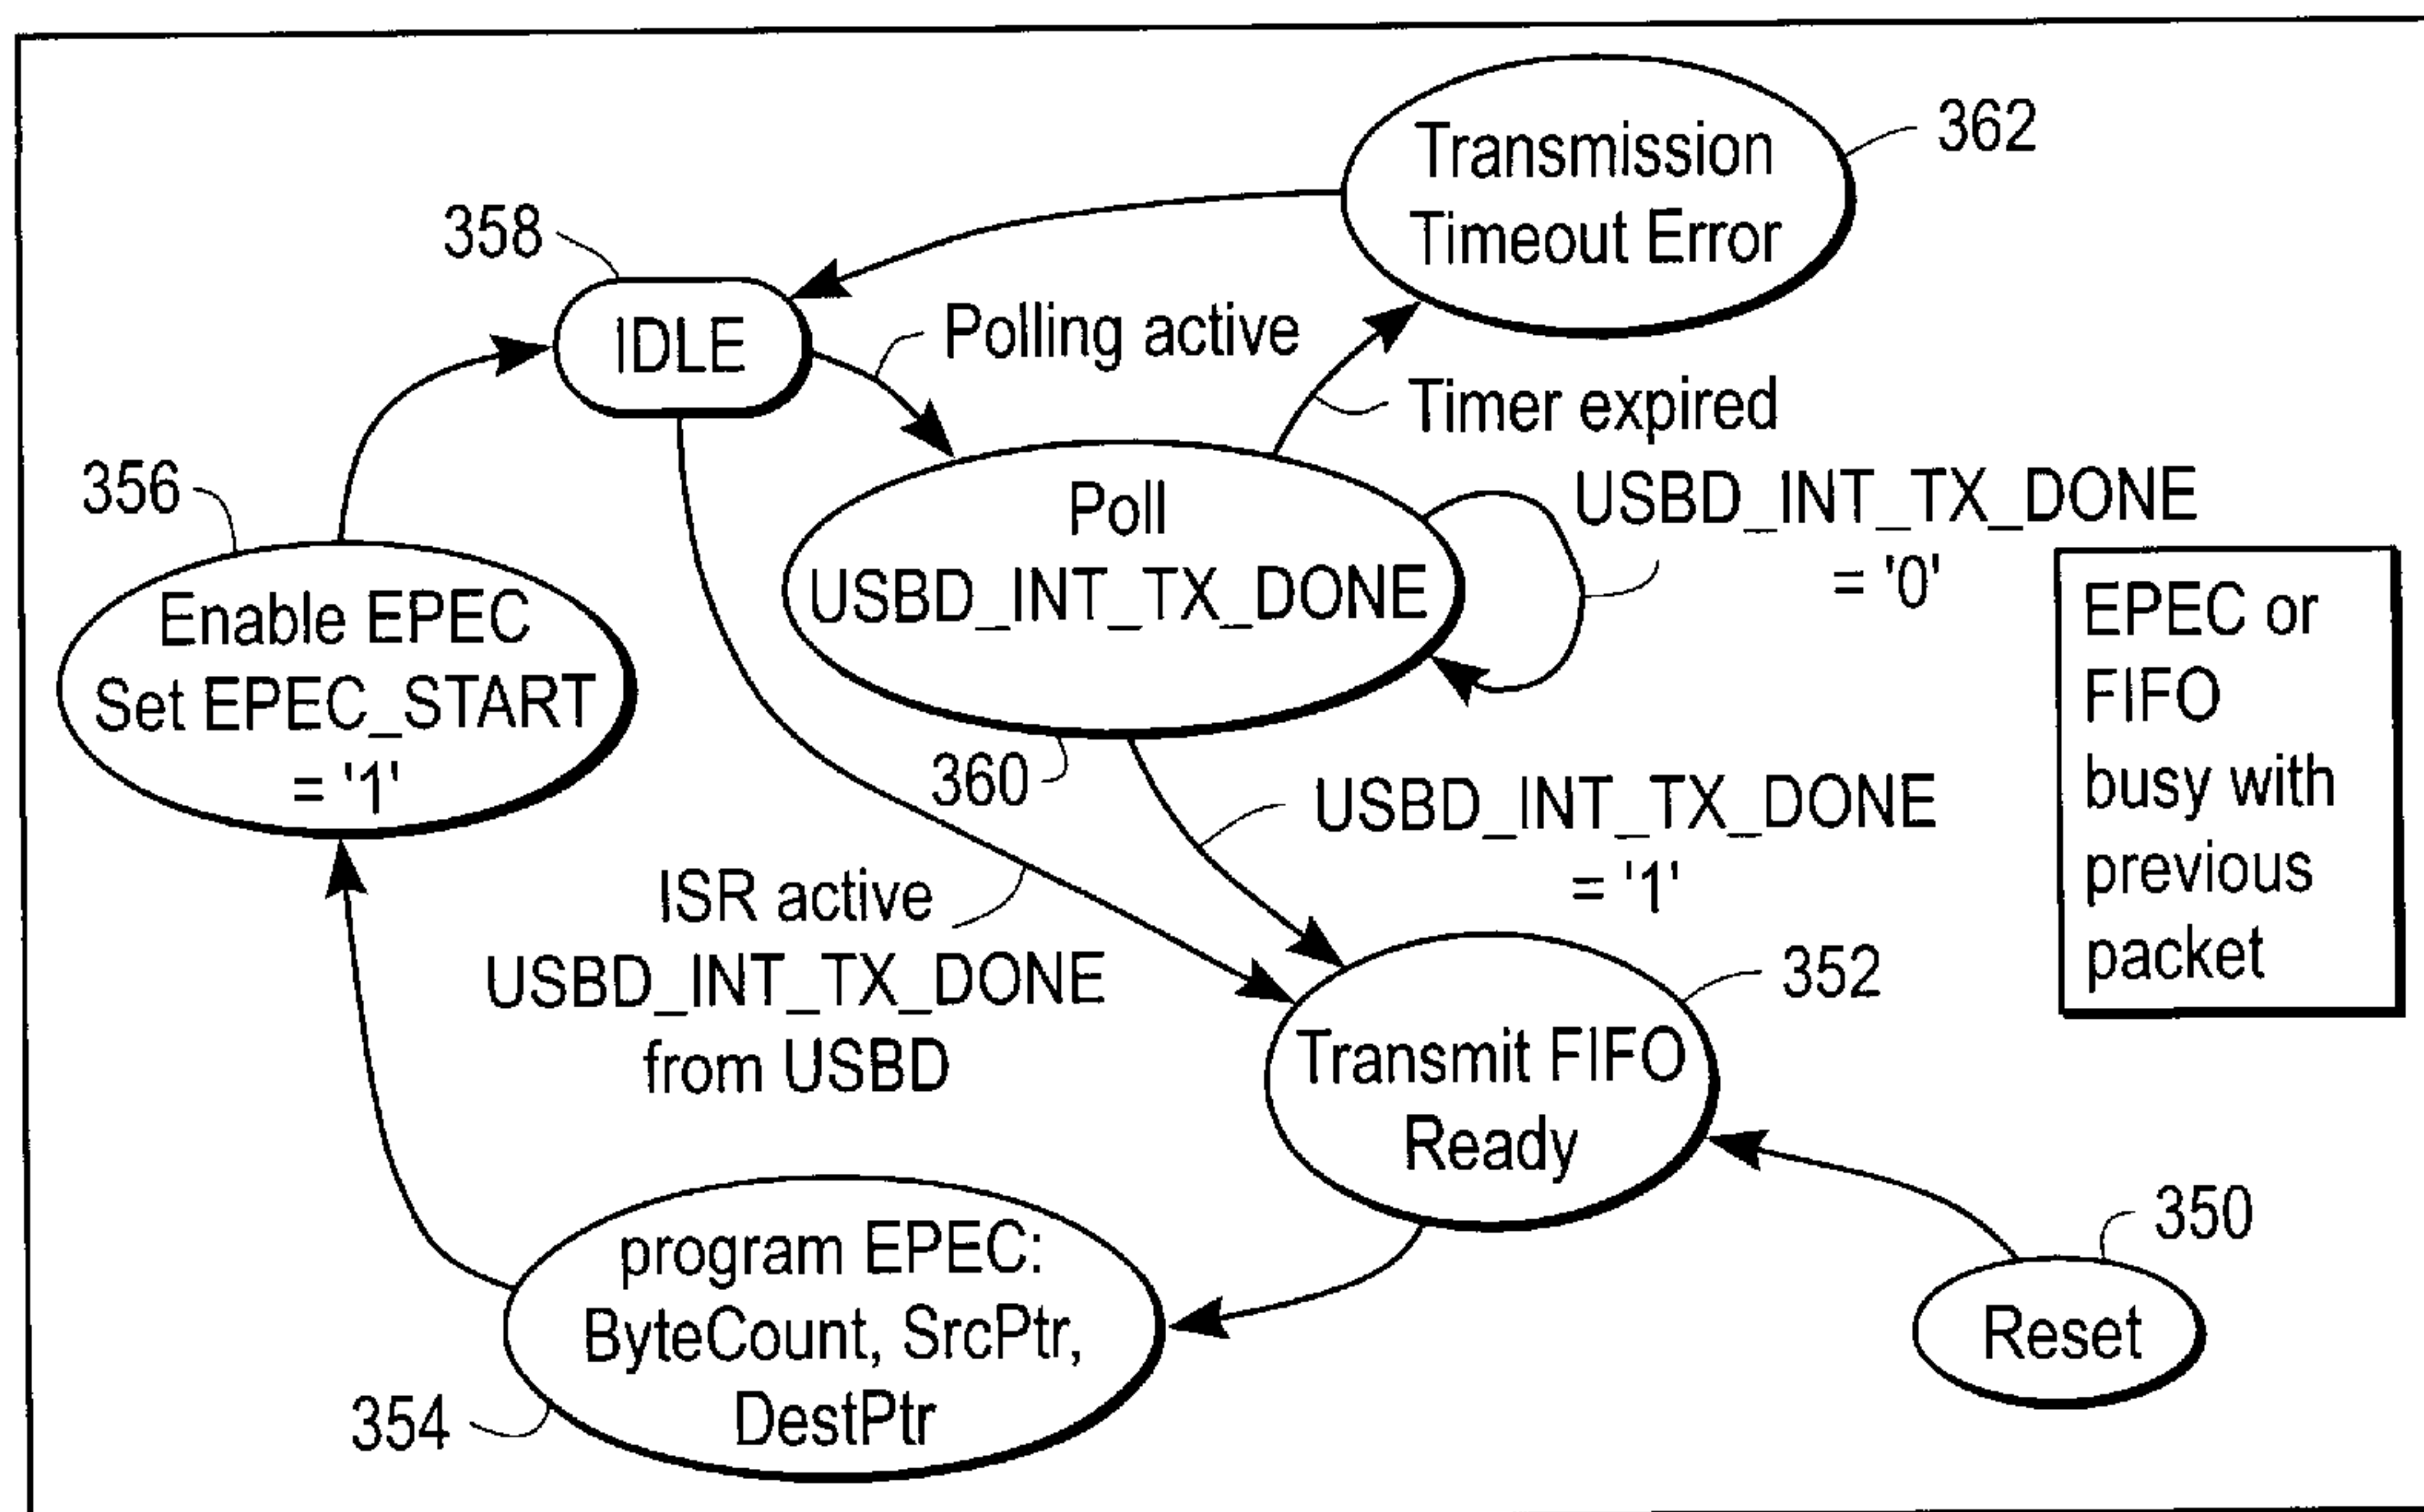 362
Transmission
Timeout Error
358
IDLE
Polling active
Timer expired
356
Enable EPEC
Set EPEC_START
= '1'
Poll
USBD_INT_TX_DONE
USBD_INT_TX_DONE
= '0'
EPEC or
FIFO
busy with
previous
packet
360
USBD_INT_TX_DONE
= '1'
ISR active
USBD_INT_TX_DONE
from USBD
352
Transmit FIFO
Ready
350
Reset
program EPEC:
ByteCount, SrcPtr,
DestPtr
354